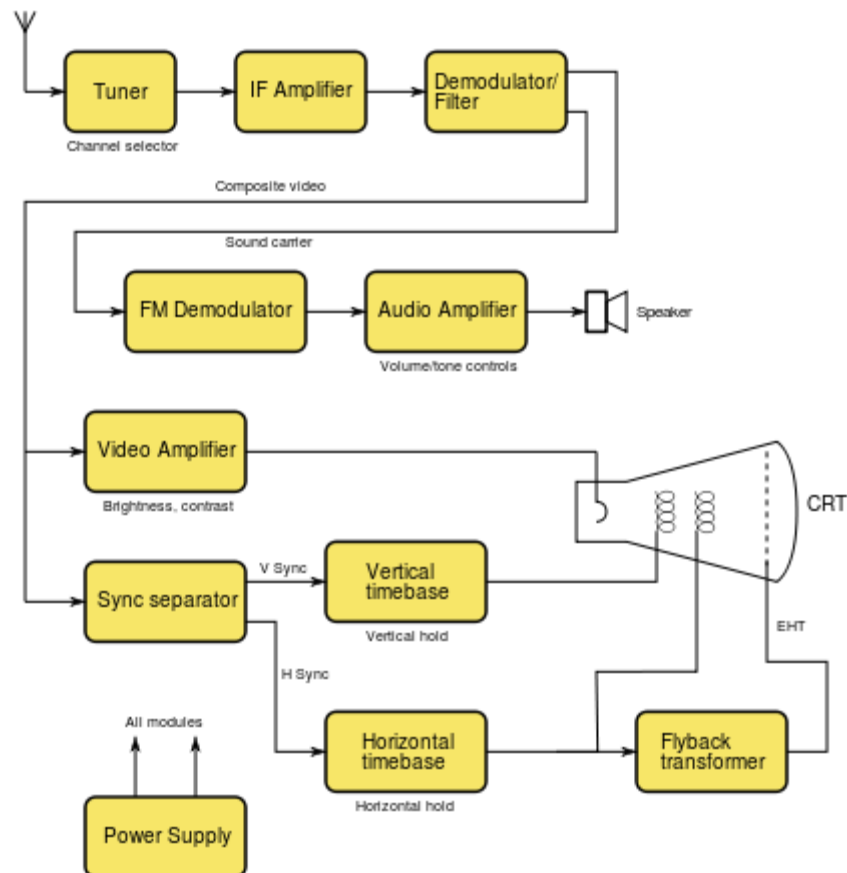 Tuner
IF Amplifier
Demodulator/
Filter
Channel selector
Composite video
Sound carrier
FM Demodulator
Audio Amplifier
Speaker
Volume/tone controls
Video Amplifier
Brightness, contrast
CRT
Sync separator
V Sync
Vertical
timebase
Vertical hold
EHT
H Sync
All modules
Horizontal
timebase
Horizontal hold
Flyback
transformer
Power Supply